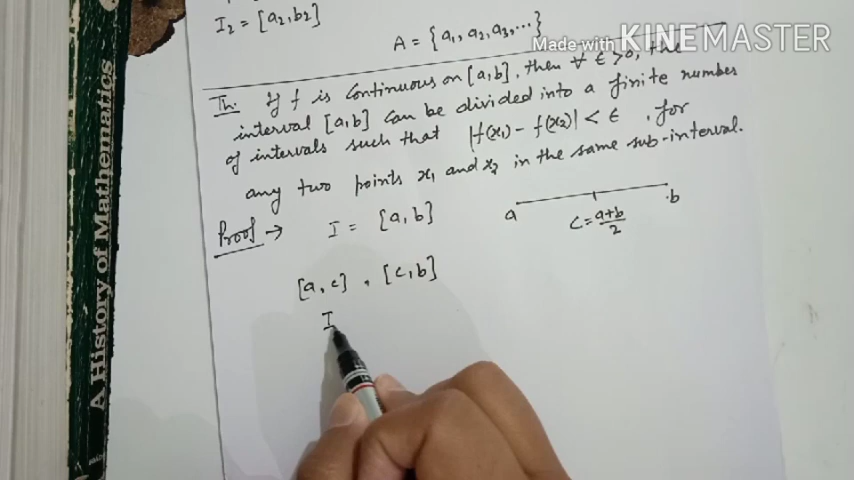 I₂ = [a₂, b₂]
A = {a₁, a₂, a₃, ...}
Made with KINEMASTER
Th. If f is continuous on [a, b], then ∀ ε > 0, the
interval [a, b] can be divided into a finite number
of intervals such that |f(x₁) - f(x₂)| < ε, for
any two points x₁ and x₂ in the same sub-interval.
Proof → I = [a, b]
a b
c = a+b/2
[a, c], [c, b]
I
A History of Mathematics